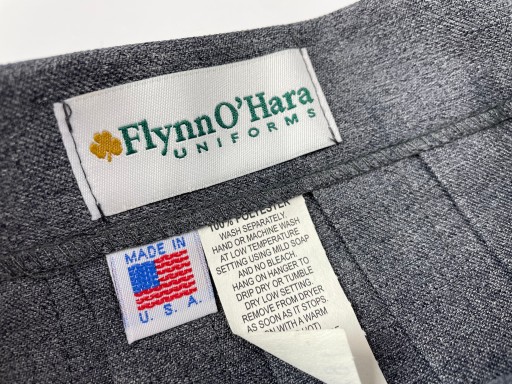 FlynnO'Hara
UNIFORMS
MADE IN
U.S.A.
100% POLYESTER
WASH SEPARATELY.
HAND OR MACHINE WASH
AT LOW TEMPERATURE
SETTING USING MILD SOAP
AND NO BLEACH.
HANG ON HANGER TO
DRIP DRY OR TUMBLE
DRY LOW SETTING.
REMOVE FROM DRYER
AS SOON AS IT STOPS.
WITH A WARM